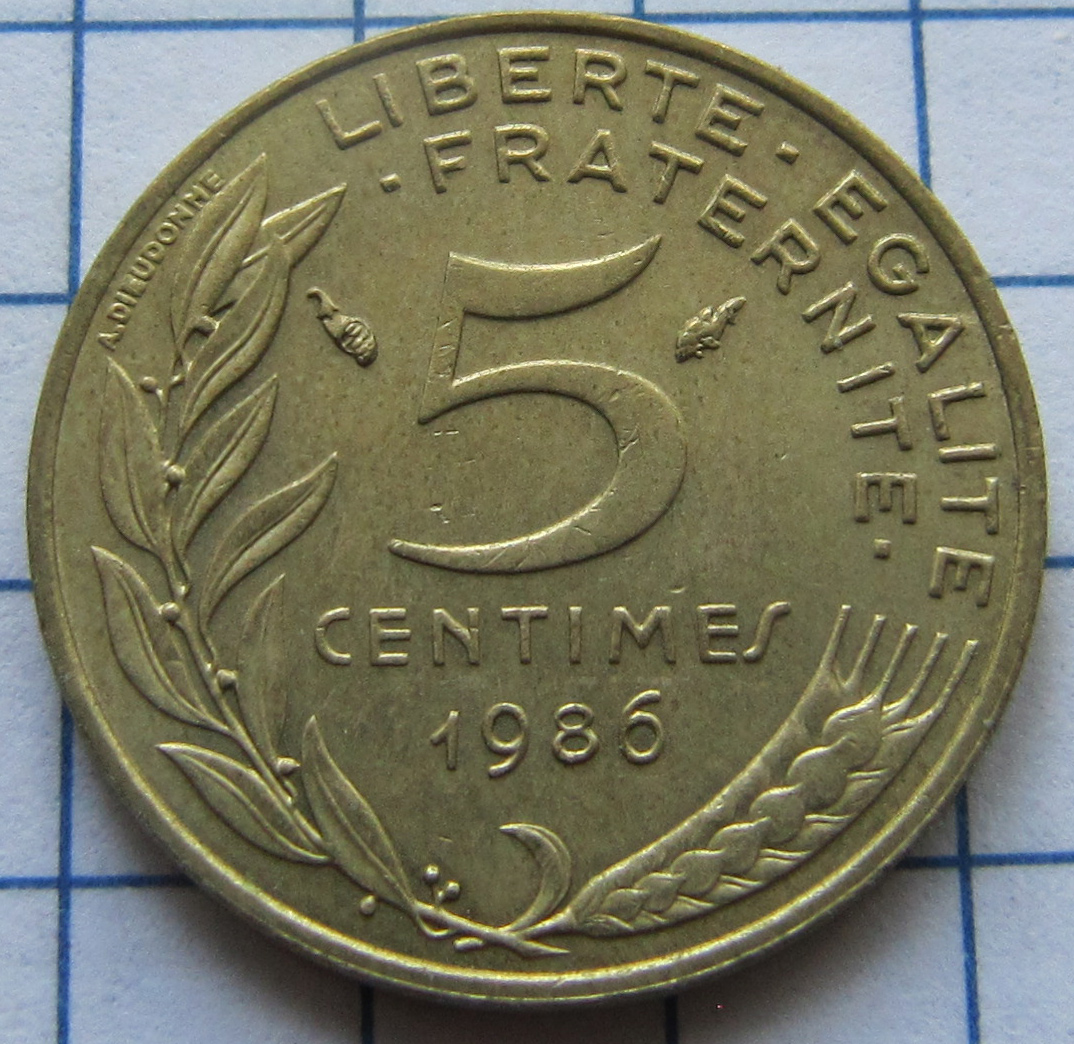 LIBERTE · EGALITE
· FRATERNITE ·
A.DIEUDONNE
5
CENTIMES
1986